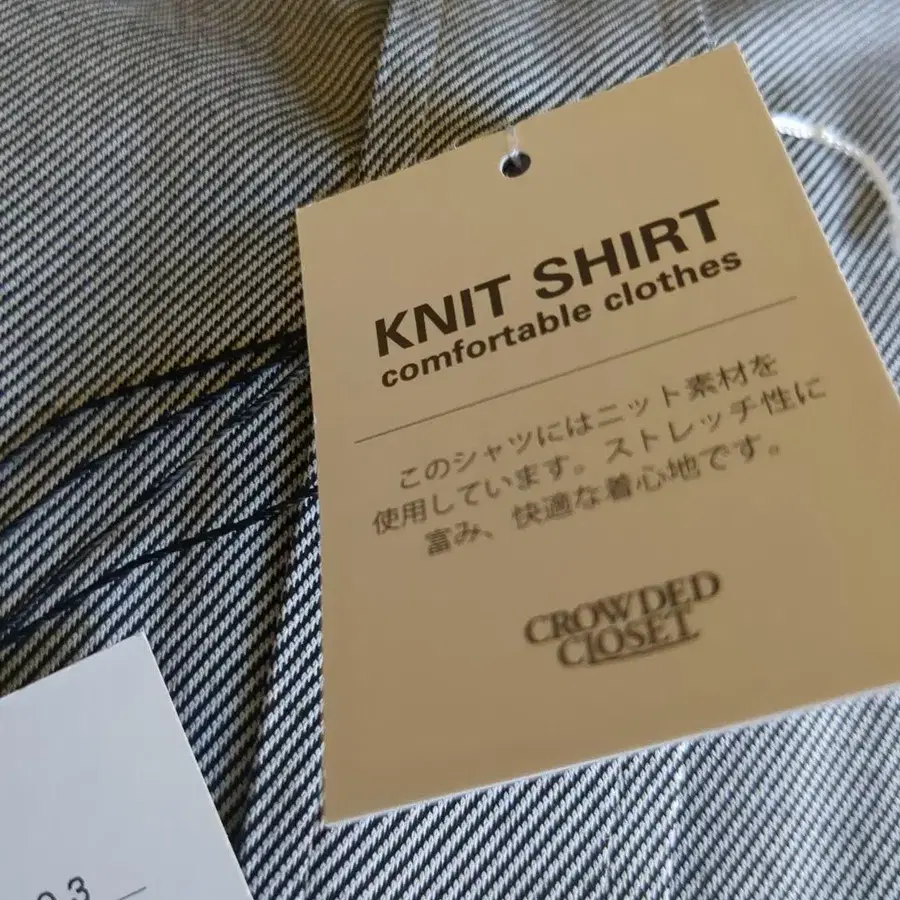 KNIT SHIRT
comfortable clothes
このシャツにはニット素材を
使用しています。ストレッチ性に
富み、快適な着心地です。
CROWDED
CLOSET
03